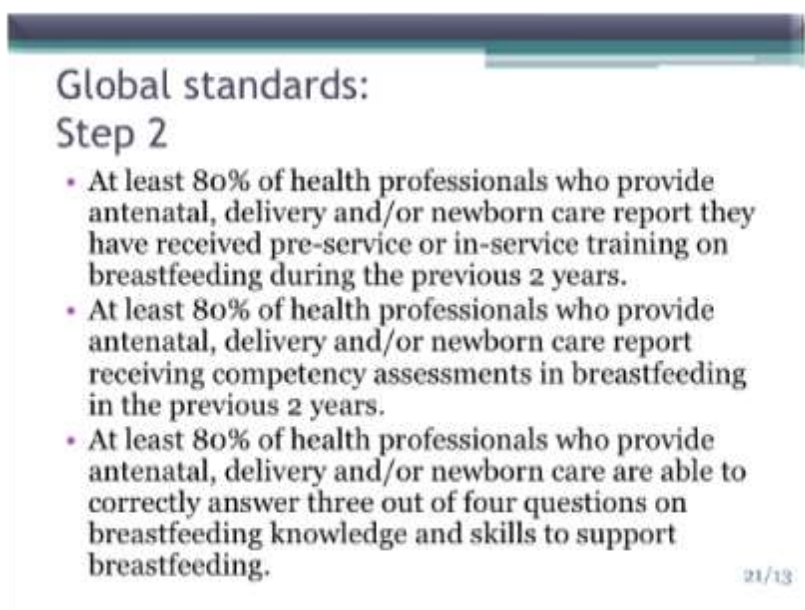 Global standards:
Step 2
• At least 80% of health professionals who provide
antenatal, delivery and/or newborn care report they
have received pre-service or in-service training on
breastfeeding during the previous 2 years.
• At least 80% of health professionals who provide
antenatal, delivery and/or newborn care report
receiving competency assessments in breastfeeding
in the previous 2 years.
• At least 80% of health professionals who provide
antenatal, delivery and/or newborn care are able to
correctly answer three out of four questions on
breastfeeding knowledge and skills to support
breastfeeding.
21/13